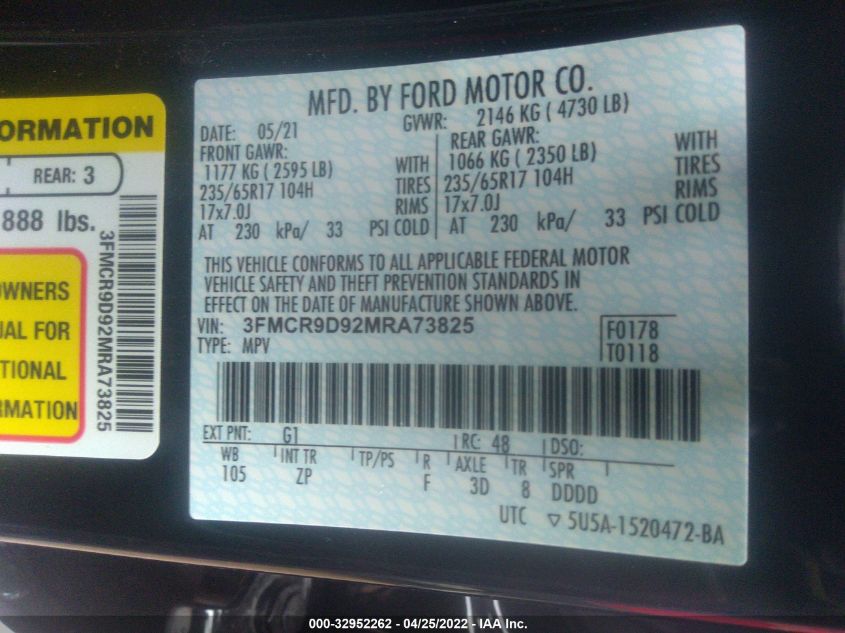 ORMATION
REAR: 3
888 lbs.
OWNERS
UAL FOR
TIONAL
RMATION
3FMCR9D92MRA73825
MFD. BY FORD MOTOR CO.
DATE: 05/21 GVWR: 2146 KG ( 4730 LB)
FRONT GAWR: REAR GAWR:
1177 KG ( 2595 LB) WITH 1066 KG ( 2350 LB) WITH
235/65R17 104H TIRES 235/65R17 104H TIRES
17x7.0J RIMS 17x7.0J RIMS
AT 230 kPa/ 33 PSI COLD AT 230 kPa/ 33 PSI COLD
THIS VEHICLE CONFORMS TO ALL APPLICABLE FEDERAL MOTOR
VEHICLE SAFETY AND THEFT PREVENTION STANDARDS IN
EFFECT ON THE DATE OF MANUFACTURE SHOWN ABOVE.
VIN: 3FMCR9D92MRA73825 F0178
TYPE: MPV T0118
EXT PNT: G1 RC: 48 DSO:
WB INT TR TP/PS R AXLE TR SPR
105 ZP F 3D 8 DDDD
UTC ▽ 5U5A-1520472-BA
000-32952262 - 04/25/2022 - IAA Inc.